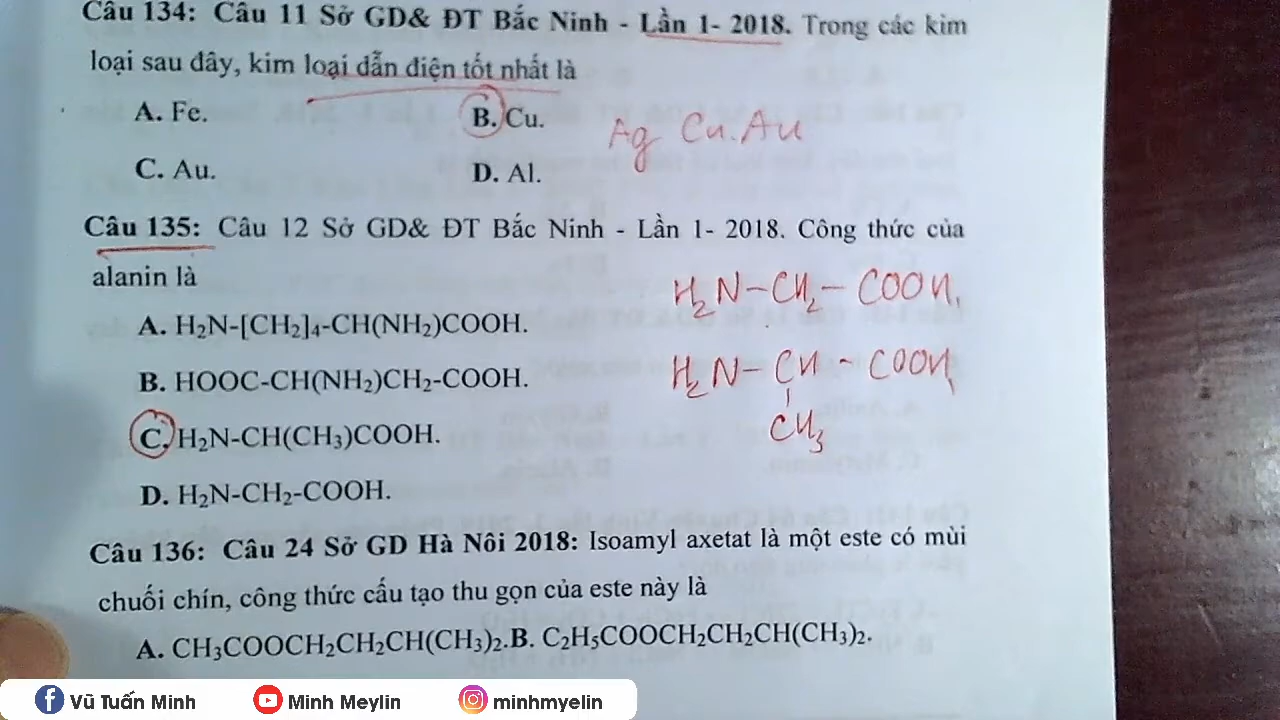 Câu 134: Câu 11 Sở GD& ĐT Bắc Ninh - Lần 1- 2018. Trong các kim
loại sau đây, kim loại dẫn điện tốt nhất là
A. Fe.
B. Cu.
Ag Cu. Au
C. Au.
D. Al.
Câu 135: Câu 12 Sở GD& ĐT Bắc Ninh - Lần 1- 2018. Công thức của
alanin là
H₂N-CH₂-COOH
A. H₂N-[CH₂]₄-CH(NH₂)COOH.
B. HOOC-CH(NH₂)CH₂-COOH.
H₂N-CH-COOH
CH₃
C. H₂N-CH(CH₃)COOH.
D. H₂N-CH₂-COOH.
Câu 136: Câu 24 Sở GD Hà Nôi 2018: Isoamyl axetat là một este có mùi
chuối chín, công thức cấu tạo thu gọn của este này là
A. CH₃COOCH₂CH₂CH(CH₃)₂.B. C₂H₅COOCH₂CH₂CH(CH₃)₂.
Vũ Tuấn Minh
Minh Meylin
minhmyelin